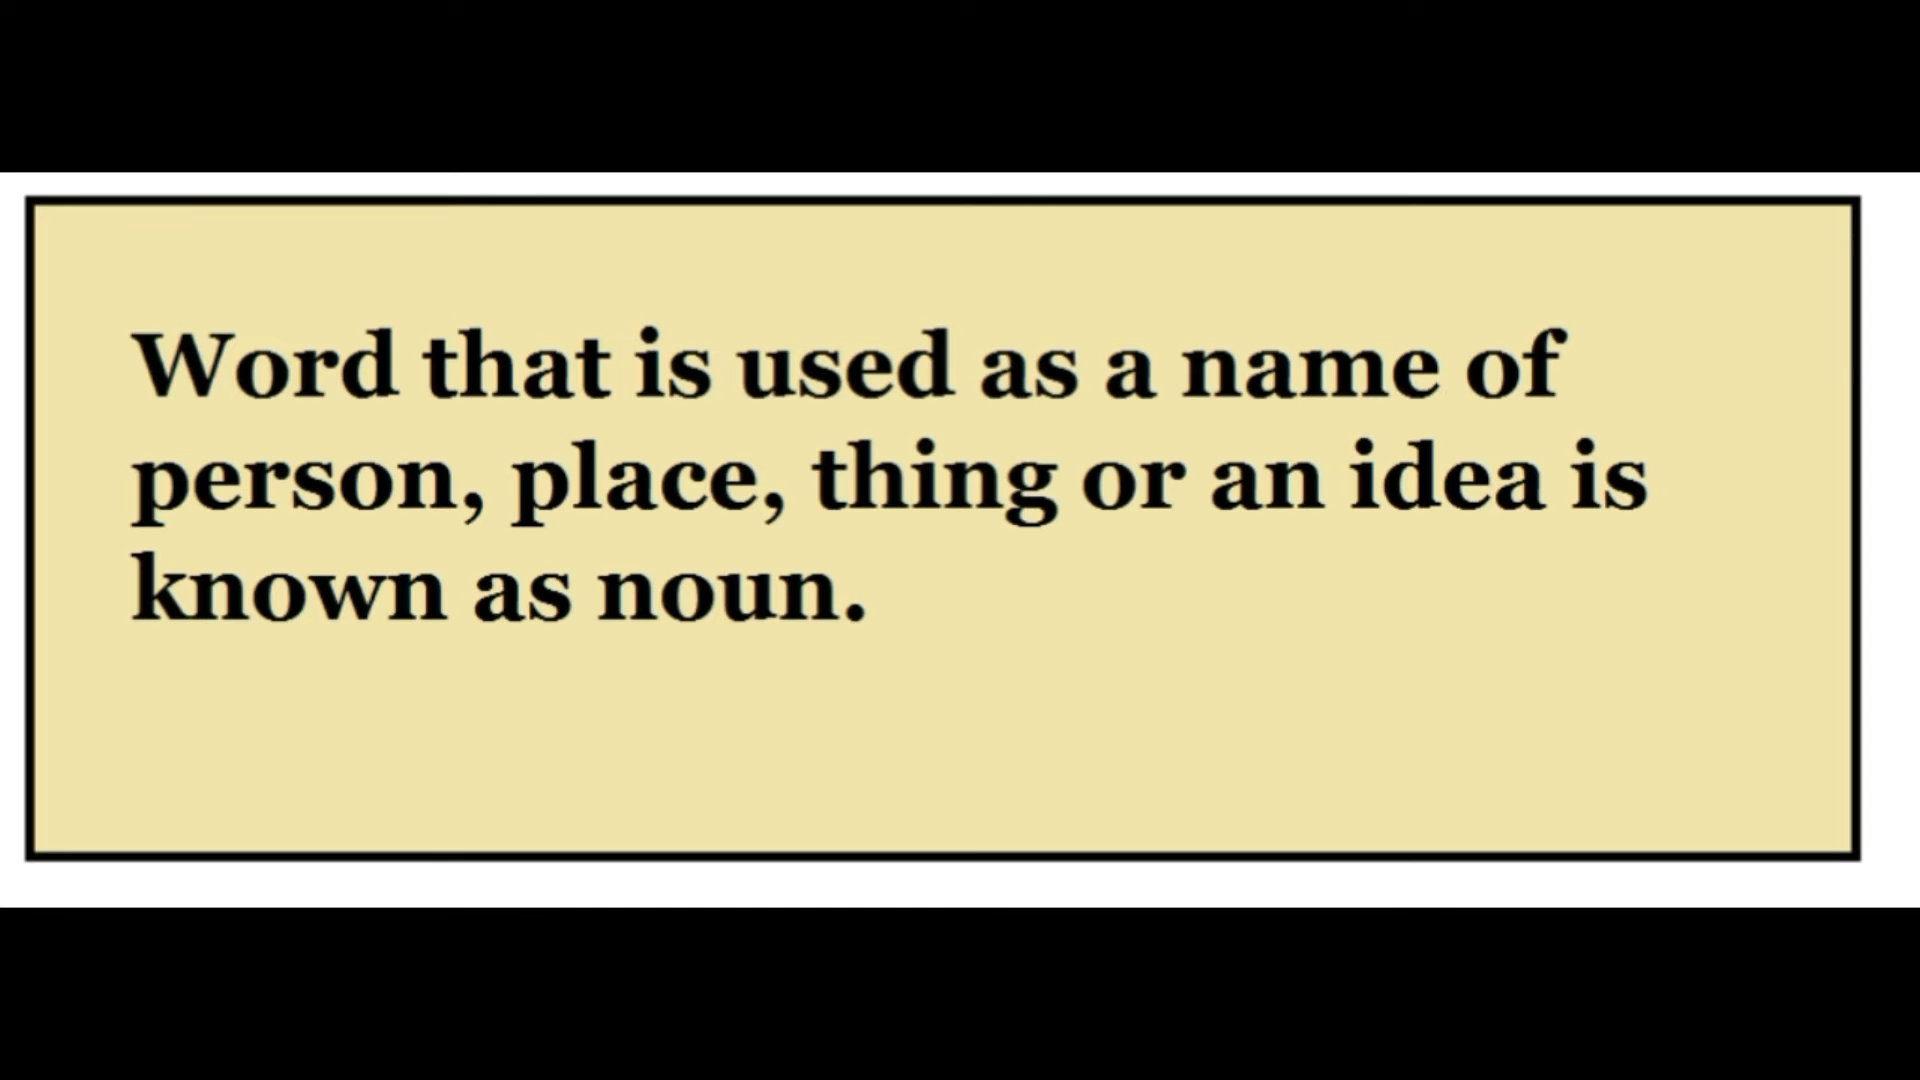 Word that is used as a name of
person, place, thing or an idea is
known as noun.